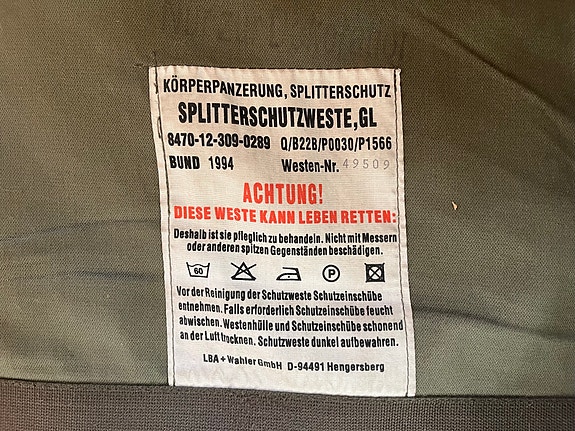 KÖRPERPANZERUNG, SPLITTERSCHUTZ
SPLITTERSCHUTZWESTE,GL
8470-12-309-0289 Q/B22B/P0030/P1566
BUND 1994 Westen-Nr. 49509
ACHTUNG!
DIESE WESTE KANN LEBEN RETTEN:
Deshalb ist sie pfleglich zu behandeln. Nicht mit Messern
oder anderen spitzen Gegenständen beschädigen.
60 P
Vor der Reinigung der Schutzweste Schutzeinschübe
entnehmen. Falls erforderlich Schutzeinschübe feucht
abwischen. Westenhülle und Schutzeinschübe schonend
an der Luft trocknen. Schutzweste dunkel aufbewahren.
LBA+Wahler GmbH D-94491 Hengersberg